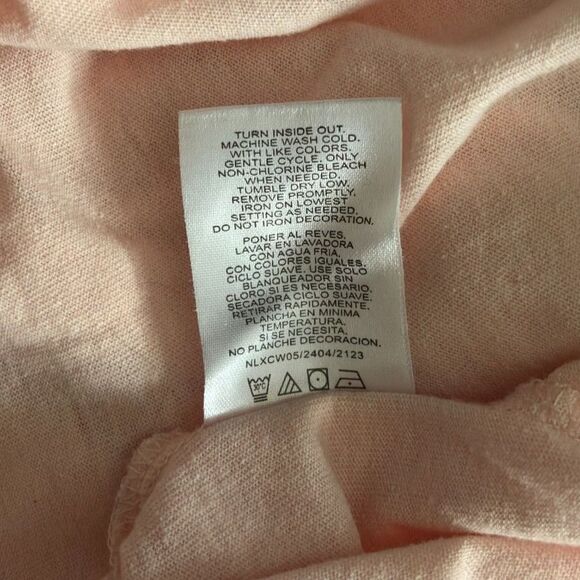 TURN INSIDE OUT.
MACHINE WASH COLD.
WITH LIKE COLORS.
GENTLE CYCLE. ONLY
NON-CHLORINE BLEACH
WHEN NEEDED.
TUMBLE DRY LOW.
REMOVE PROMPTLY.
IRON ON LOWEST
SETTING AS NEEDED.
DO NOT IRON DECORATION.
PONER AL REVES.
LAVAR EN LAVADORA
CON AGUA FRIA,
CON COLORES IGUALES.
CICLO SUAVE. USE SOLO
BLANQUEADOR SIN
CLORO SI ES NECESARIO.
SECADORA CICLO SUAVE.
RETIRAR RAPIDAMENTE.
PLANCHA EN MINIMA
TEMPERATURA.
SI SE NECESITA.
NO PLANCHE DECORACION.
NLXCW05/2404/2123
30°C